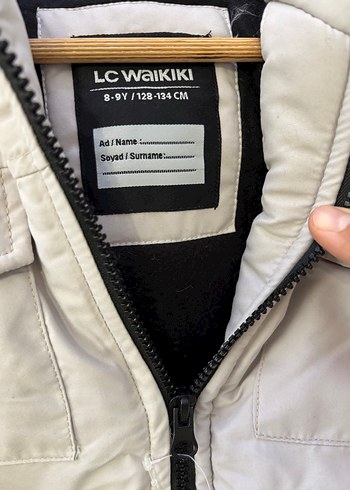 LC WAIKIKI
8-9Y / 128-134 CM
Ad / Name :
Soyad / Surname: